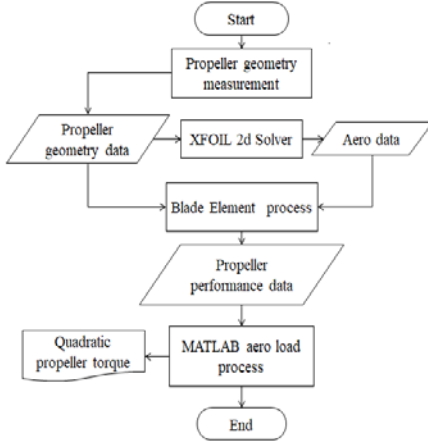 Start
Propeller geometry
measurement
Propeller
geometry data
XFOIL 2d Solver
Aero data
Blade Element process
Propeller
performance data
Quadratic
propeller torque
MATLAB aero load
process
End